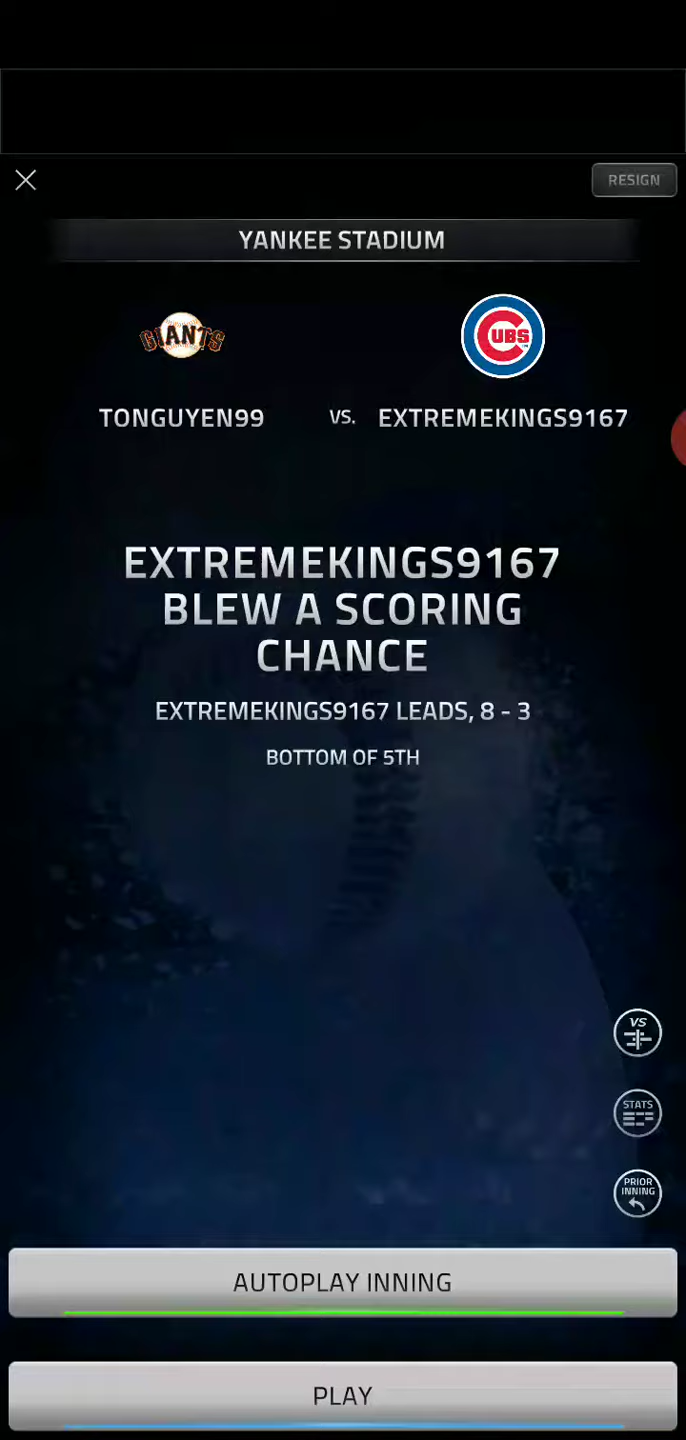 RESIGN
YANKEE STADIUM
GIANTS
CUBS
TONGUYEN99 VS. EXTREMEKINGS9167
EXTREMEKINGS9167
BLEW A SCORING
CHANCE
EXTREMEKINGS9167 LEADS, 8 - 3
BOTTOM OF 5TH
VS
STATS
PRIOR
INNING
AUTOPLAY INNING
PLAY